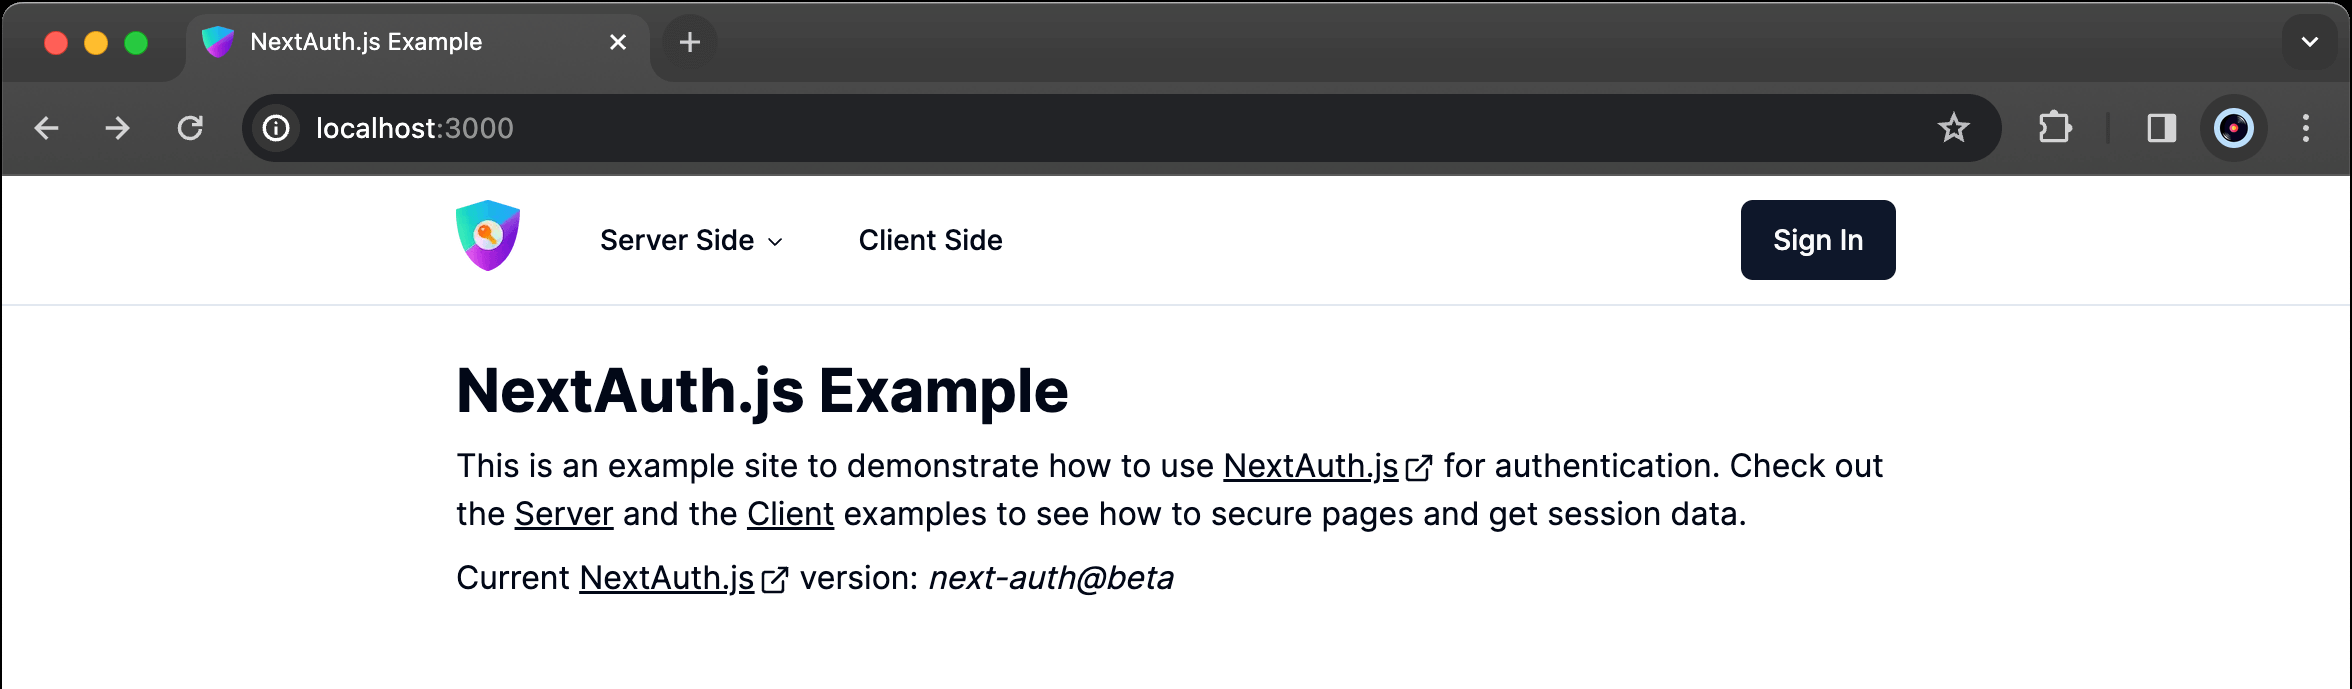 NextAuth.js Example
localhost:3000
Server Side
Client Side
Sign In
NextAuth.js Example
This is an example site to demonstrate how to use NextAuth.js for authentication. Check out
the Server and the Client examples to see how to secure pages and get session data.
Current NextAuth.js version: next-auth@beta